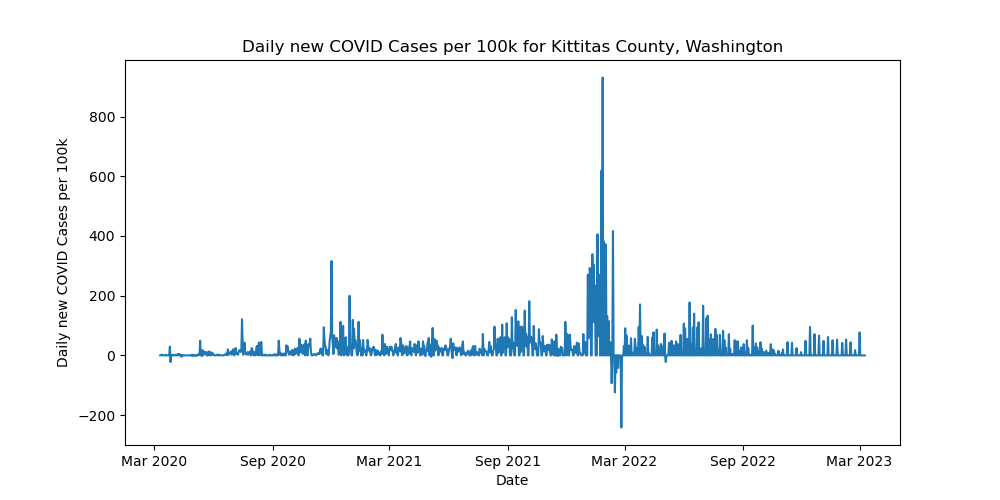 Daily new COVID Cases per 100k for Kittitas County, Washington
Daily new COVID Cases per 100k
800
600
400
200
0
−200
Mar 2020 Sep 2020 Mar 2021 Sep 2021 Mar 2022 Sep 2022 Mar 2023
Date